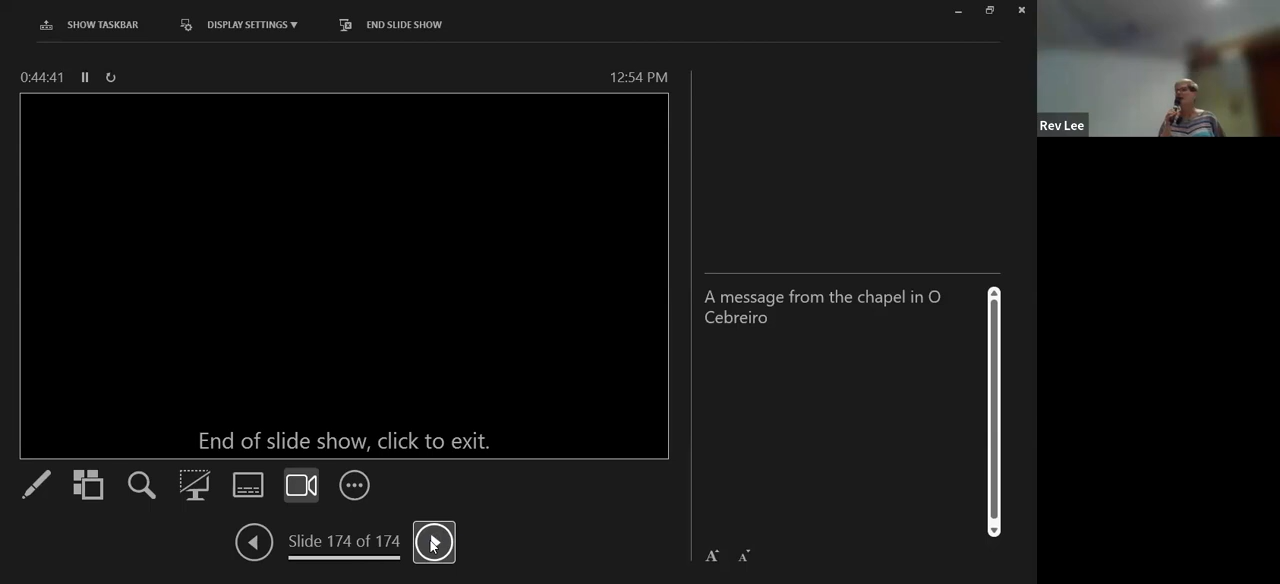 SHOW TASKBAR
DISPLAY SETTINGS
END SLIDE SHOW
0:44:41
12:54 PM
Rev Lee
A message from the chapel in O
Cebreiro
End of slide show, click to exit.
Slide 174 of 174
A A